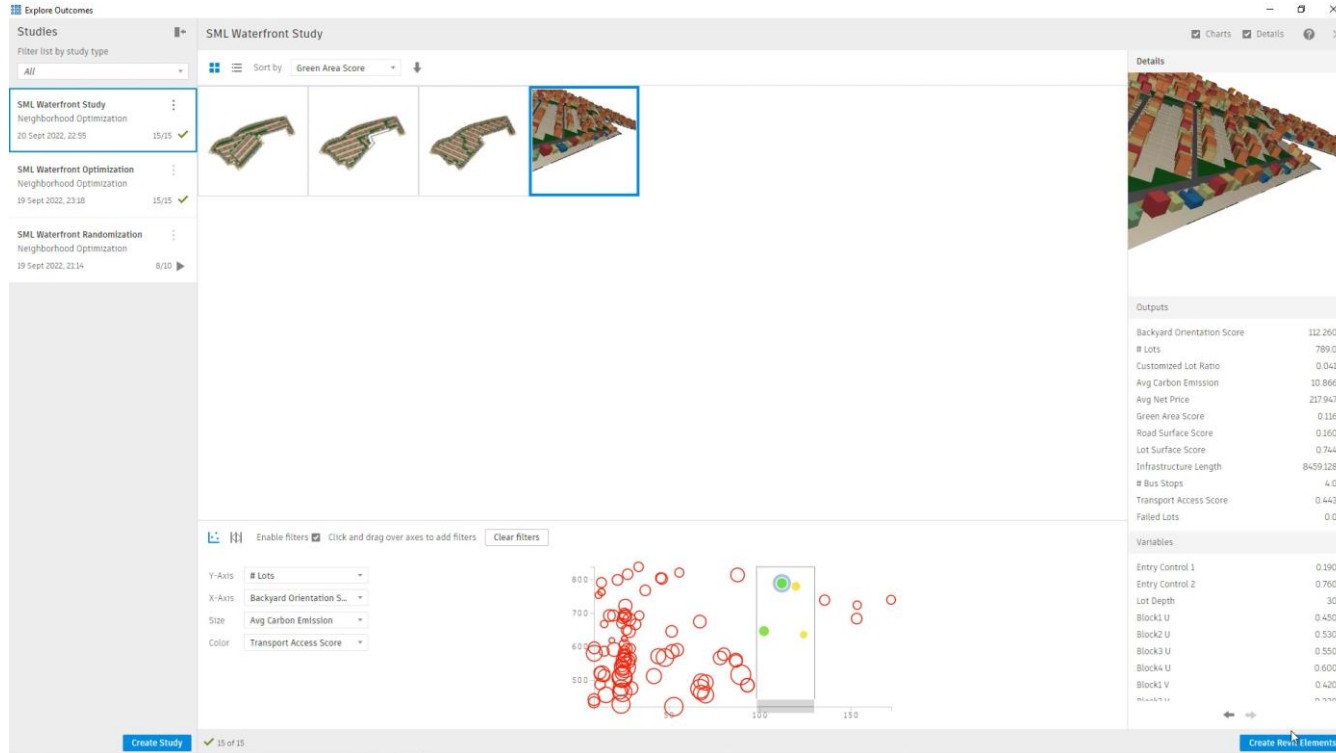 Explore Outcomes
Studies
Filter list by study type
All
SML Waterfront Study
Neighborhood Optimization
20 Sept 2022, 22:55 15/15
SML Waterfront Optimization
Neighborhood Optimization
19 Sept 2022, 23:18 15/15
SML Waterfront Randomization
Neighborhood Optimization
19 Sept 2022, 21:14 8/10
Create Study
SML Waterfront Study
Charts Details ?
Sort by Green Area Score
Enable filters Click and drag over axes to add filters Clear filters
Y-Axis # Lots
X-Axis Backyard Orientation S...
Size Avg Carbon Emission
Color Transport Access Score
800
700
600
500
50 100 150
15 of 15
Details
Outputs
Backyard Orientation Score 112.260
# Lots 789.0
Customized Lot Ratio 0.041
Avg Carbon Emission 10.866
Avg Net Price 217.947
Green Area Score 0.116
Road Surface Score 0.160
Lot Surface Score 0.744
Infrastructure Length 8459.128
# Bus Stops 4.0
Transport Access Score 0.443
Failed Lots 0.0
Variables
Entry Control 1 0.190
Entry Control 2 0.760
Lot Depth 30
Block1 U 0.450
Block2 U 0.530
Block3 U 0.550
Block4 U 0.600
Block1 V 0.420
Create Revit Elements